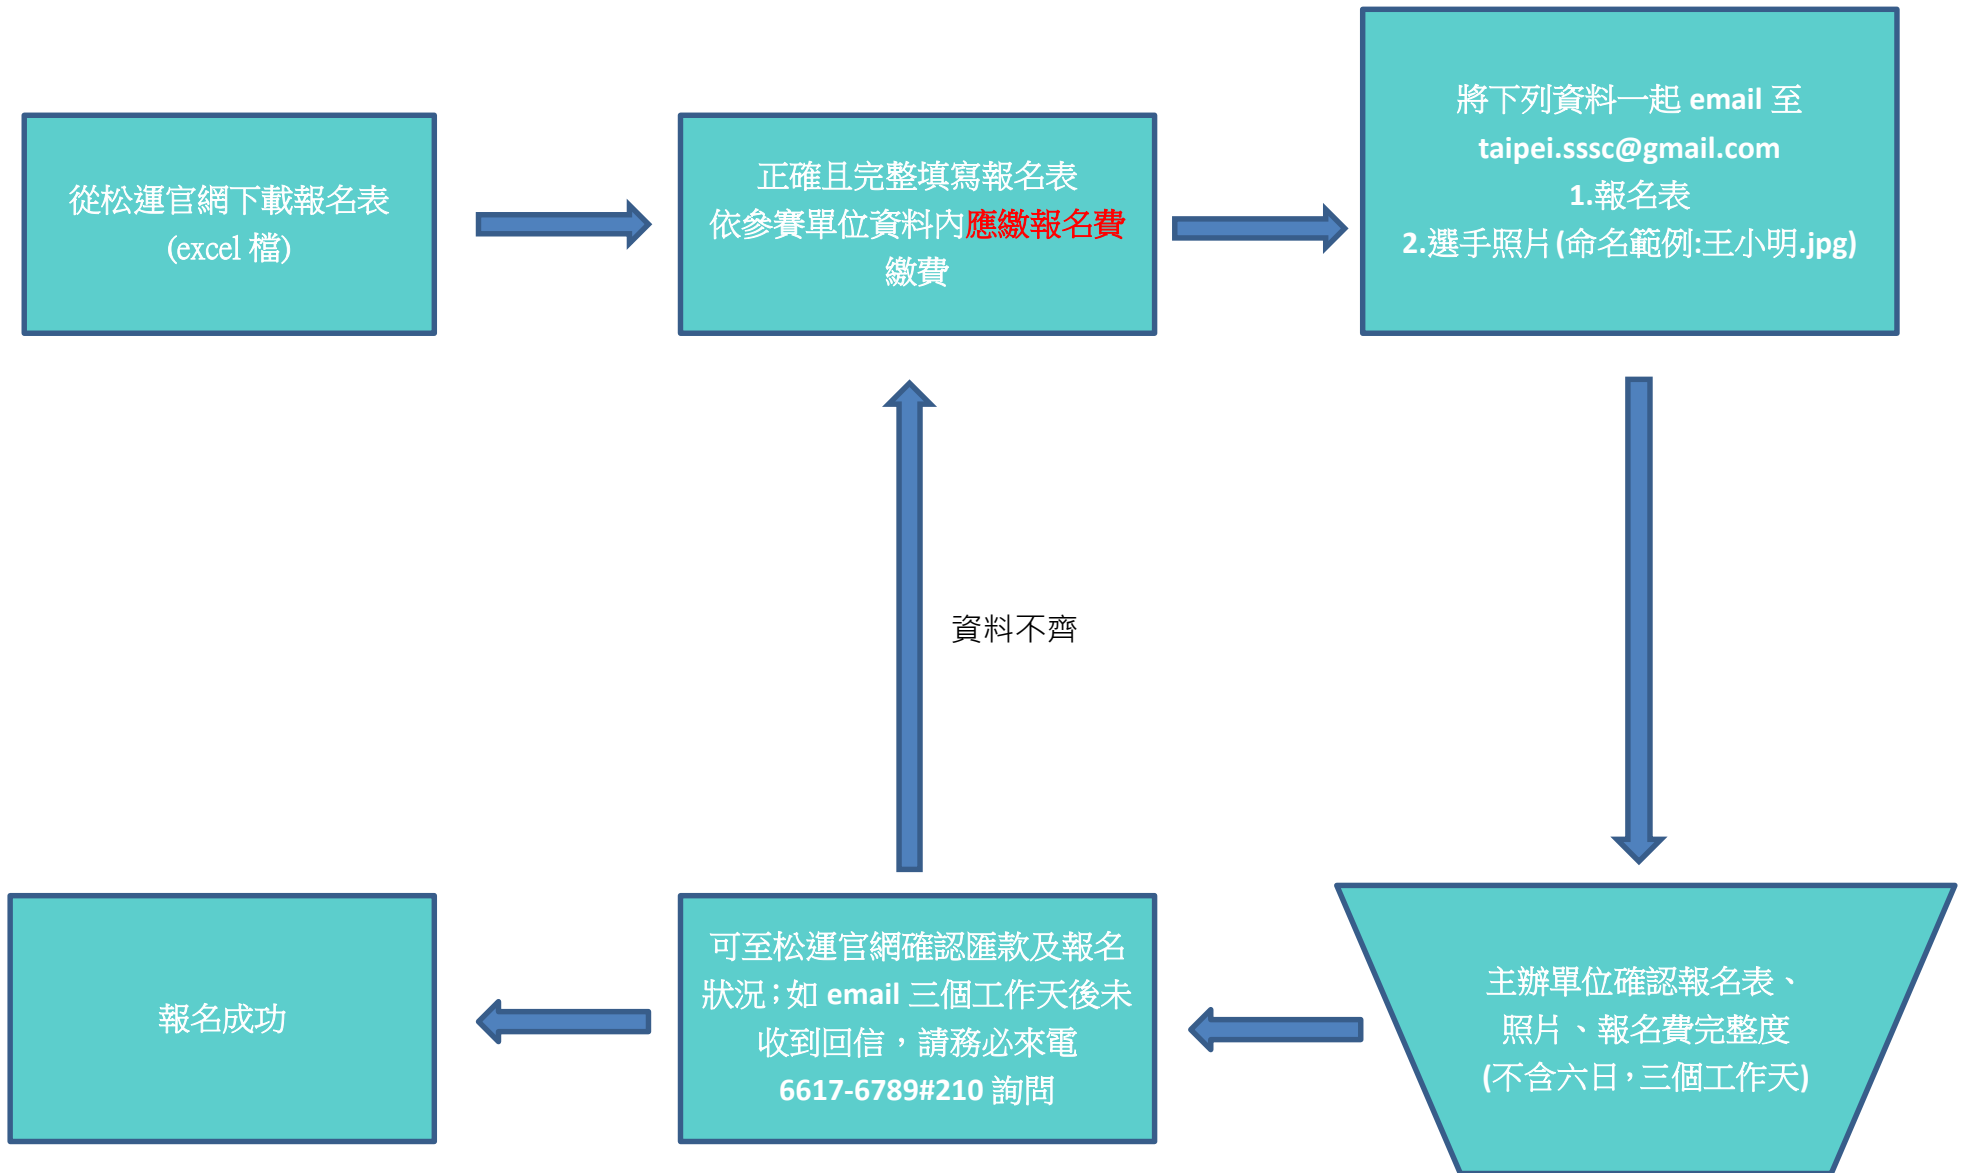 從松運官網下載報名表
(excel 檔)
正確且完整填寫報名表
依參賽單位資料內應繳報名費
繳費
將下列資料一起 email 至
taipei.sssc@gmail.com
1.報名表
2.選手照片(命名範例:王小明.jpg)
資料不齊
主辦單位確認報名表、
照片、報名費完整度
(不含六日，三個工作天)
可至松運官網確認匯款及報名
狀況；如 email 三個工作天後未
收到回信，請務必來電
6617-6789#210 詢問
報名成功